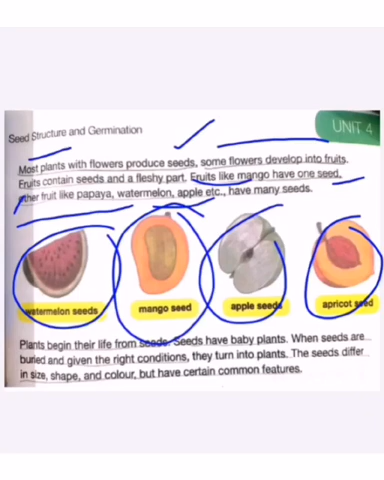 UNIT 4
Seed Structure and Germination
Most plants with flowers produce seeds, some flowers develop into fruits.
Fruits contain seeds and a fleshy part. Fruits like mango have one seed,
other fruit like papaya, watermelon, apple etc., have many seeds.
watermelon seeds
mango seed
apple seeds
apricot seed
Plants begin their life from seeds. Seeds have baby plants. When seeds are
buried and given the right conditions, they turn into plants. The seeds differ
in size, shape, and colour, but have certain common features.